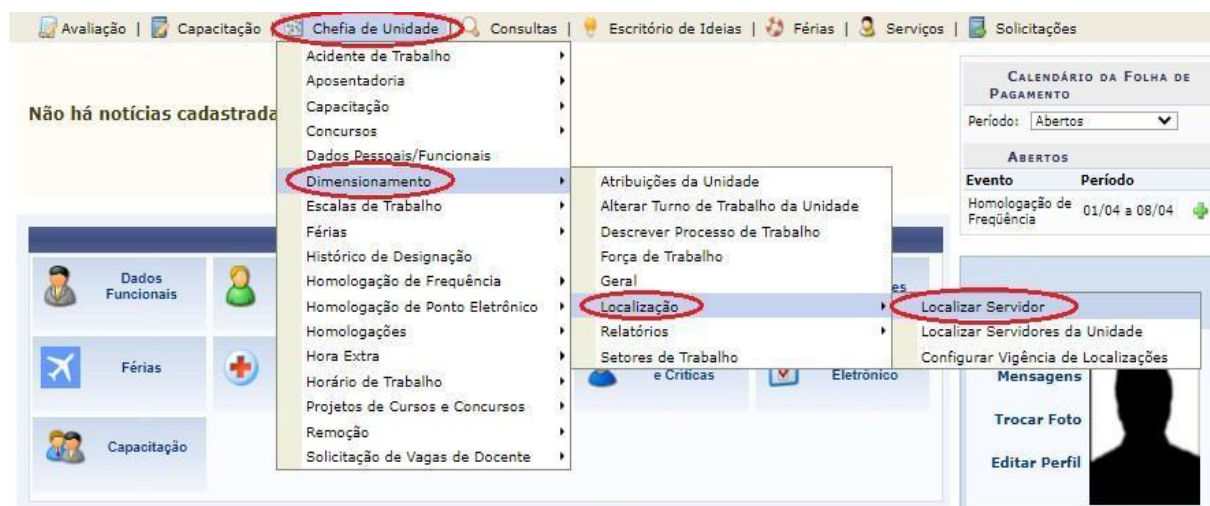 Avaliação | Capacitação | Chefia de Unidade | Consultas | Escritório de Ideias | Férias | Serviços | Solicitações
Não há notícias cadastrada
Acidente de Trabalho
Aposentadoria
Capacitação
Concursos
Dados Pessoais/Funcionais
Dimensionamento
Escalas de Trabalho
Férias
Histórico de Designação
Homologação de Frequência
Homologação de Ponto Eletrônico
Homologações
Hora Extra
Horário de Trabalho
Projetos de Cursos e Concursos
Remoção
Solicitação de Vagas de Docente
Atribuições da Unidade
Alterar Turno de Trabalho da Unidade
Descrever Processo de Trabalho
Força de Trabalho
Geral
Localização
Relatórios
Setores de Trabalho
Localizar Servidor
Localizar Servidores da Unidade
Configurar Vigência de Localizações
Dados
Funcionais
Férias
Capacitação
es
e Criticas
Eletrônico
CALENDÁRIO DA FOLHA DE
PAGAMENTO
Período: Abertos
ABERTOS
Evento Período
Homologação de
Freqüência 01/04 a 08/04
Mensagens
Trocar Foto
Editar Perfil